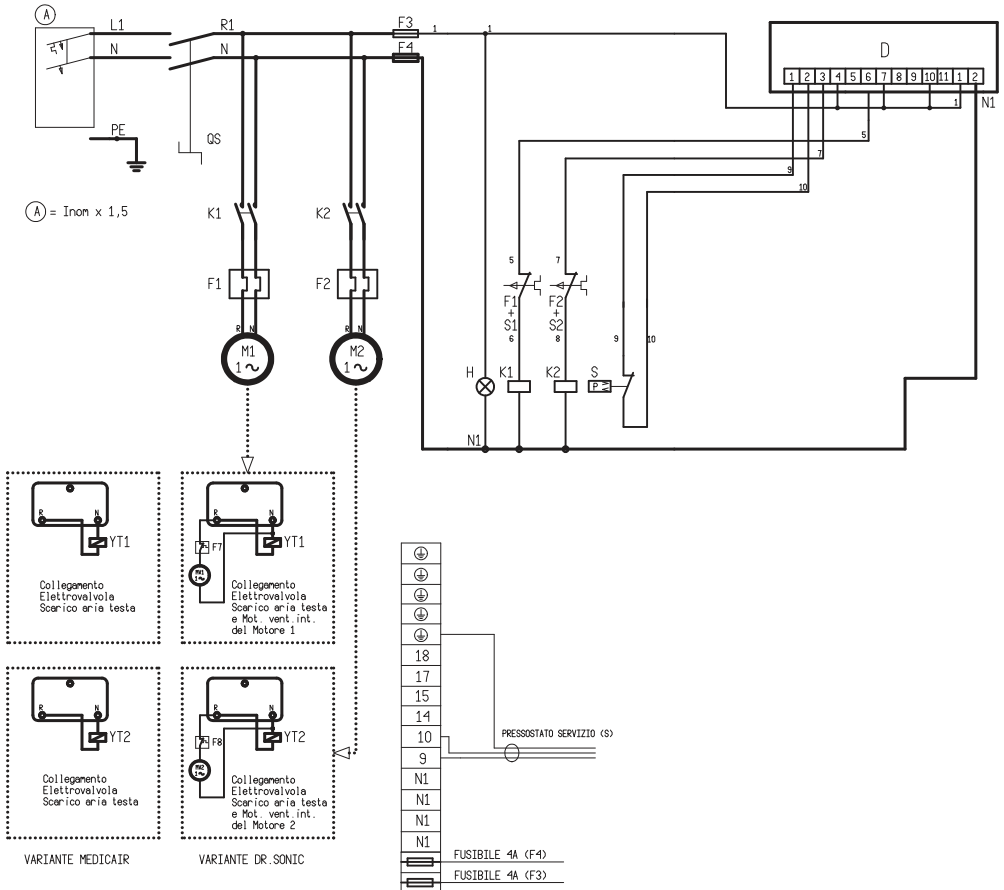 A
L1
R1
F3
1
1
N
N
F4
D
1 2 3 4 5 6 7 8 9 10 11 1 2
1
N1
PE
QS
5
7
9
10
A = Inom x 1,5
K1
K2
5
7
F1
F2
F1
+
S1
F2
+
S2
R N
R N
6
8
9
10
M1
1 ~
M2
1 ~
H
K1
K2
S
P
N1
R
N
YT1
Collegamento
Elettrovalvola
Scarico aria testa
R
N
F7
YT1
MV1
1~
Collegamento
Elettrovalvola
Scarico aria testa
e Mot. vent.int.
del Motore 1
R
N
YT2
Collegamento
Elettrovalvola
Scarico aria testa
R
N
F8
YT2
MV2
1~
Collegamento
Elettrovalvola
Scarico aria testa
e Mot. vent.int.
del Motore 2
VARIANTE MEDICAIR
VARIANTE DR.SONIC
18
17
15
14
10
PRESSOSTATO SERVIZIO (S)
9
N1
N1
N1
N1
FUSIBILE 4A (F4)
FUSIBILE 4A (F3)